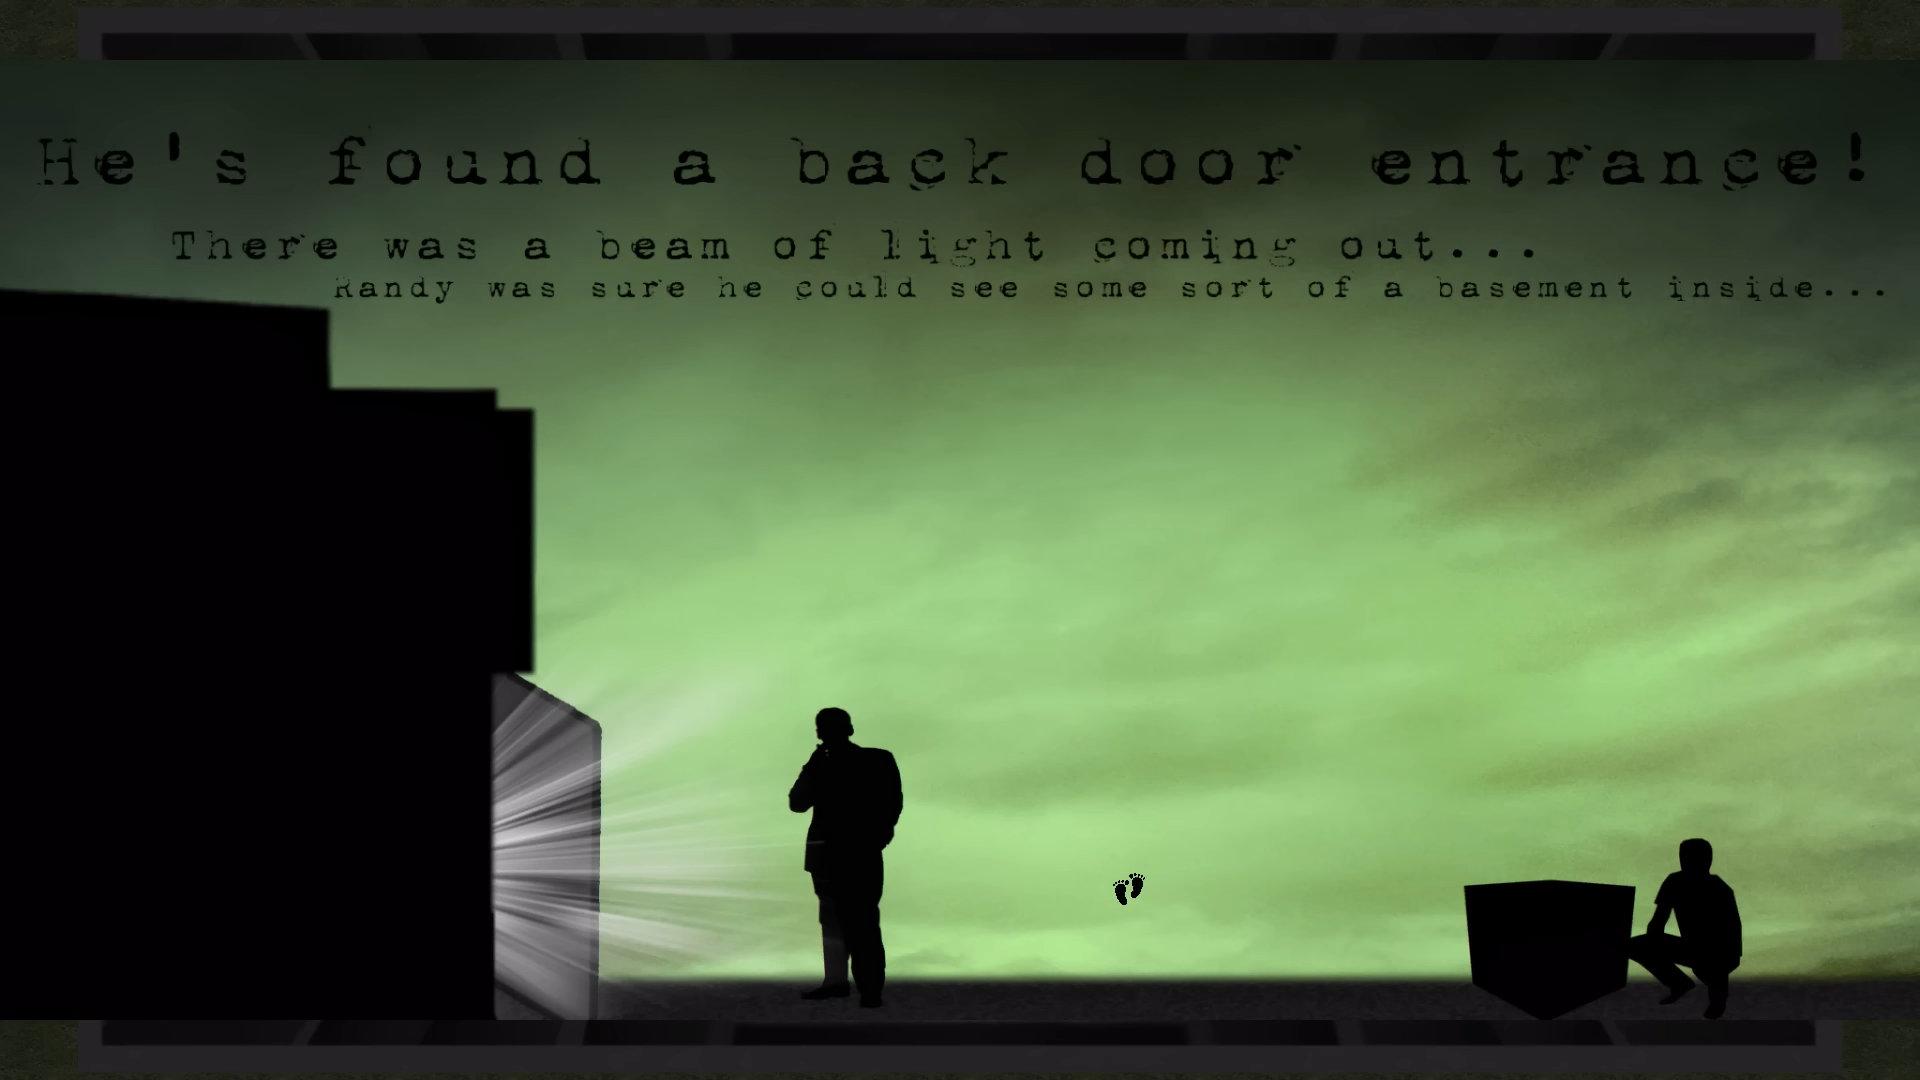 He's found a back door entrance!
There was a beam of light coming out...
Randy was sure he could see some sort of a basement inside...